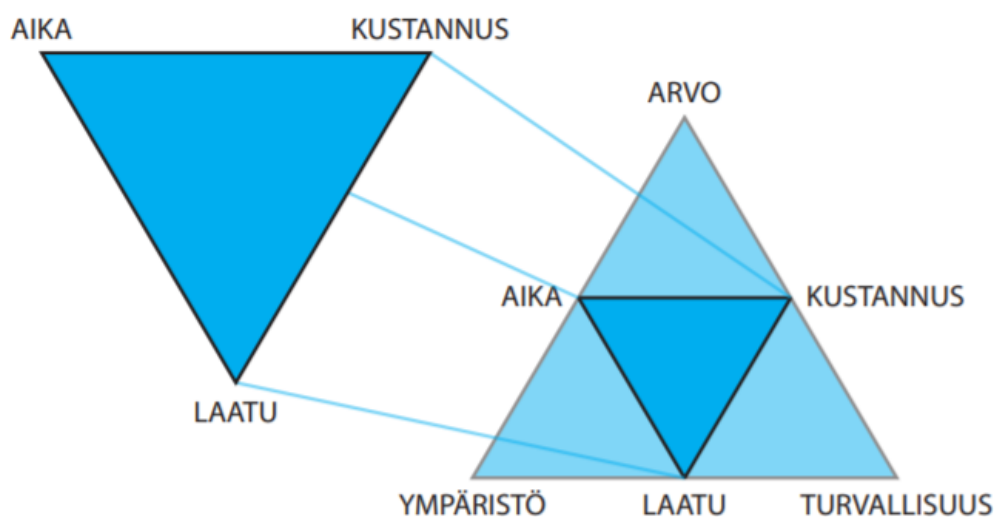 AIKA
KUSTANNUS
LAATU
ARVO
AIKA
KUSTANNUS
YMPÄRISTÖ
LAATU
TURVALLISUUS